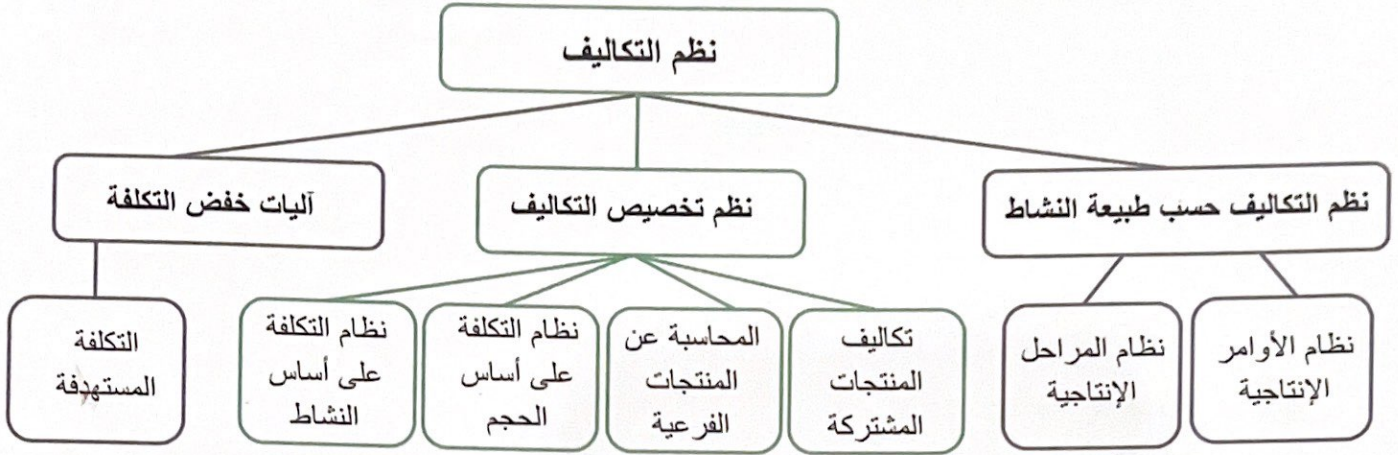 نظم التكاليف
نظم التكاليف حسب طبيعة النشاط
نظم تخصيص التكاليف
آليات خفض التكلفة
نظام الأوامر
الإنتاجية
نظام المراحل
الإنتاجية
تكاليف
المنتجات
المشتركة
المحاسبة عن
المنتجات
الفرعية
نظام التكلفة
على أساس
الحجم
نظام التكلفة
على أساس
النشاط
التكلفة
المستهدفة